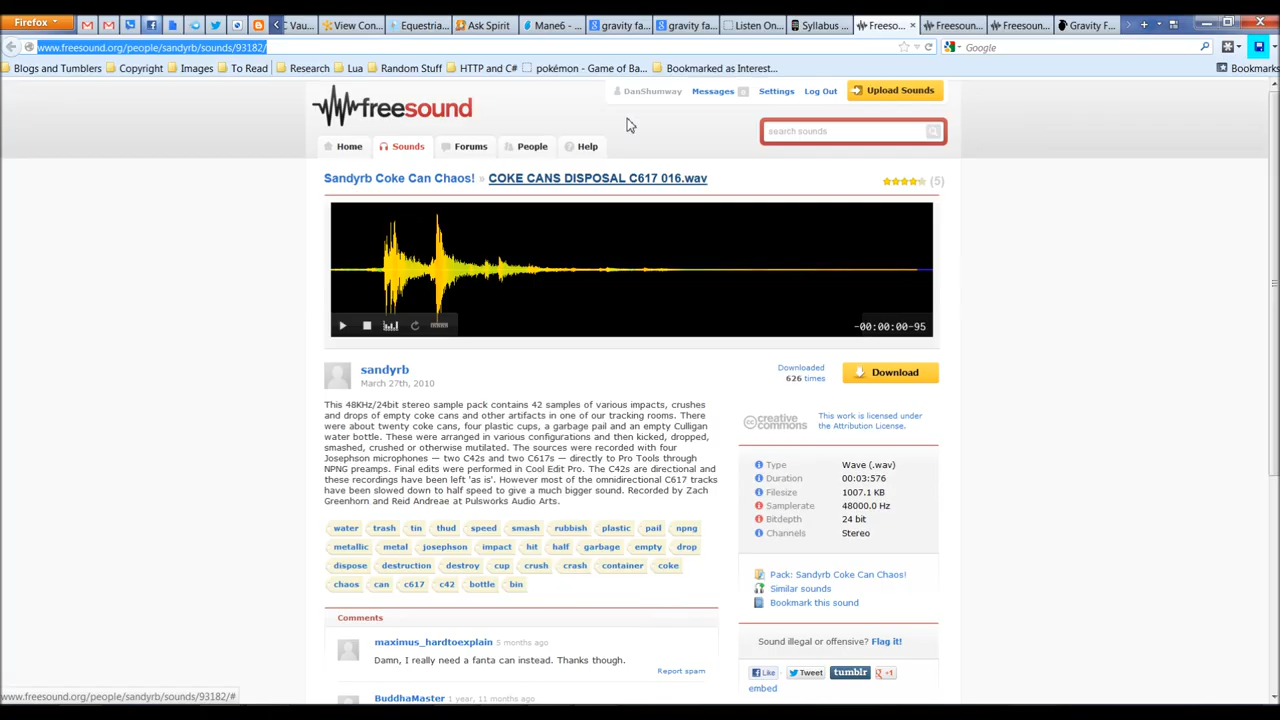 Firefox
C Vau...
View Con...
Equestria...
Ask Spirit
Mane6 - ...
gravity fa...
gravity fa...
Listen On...
Syllabus ...
Freeso...
Freesoun...
Freesoun...
Gravity F...
www.freesound.org/people/sandyrb/sounds/93182/
Google
Blogs and Tumblers
Copyright
Images
To Read
Research
Lua
Random Stuff
HTTP and C#
pokémon - Game of Ba...
Bookmarked as Interest...
Bookmarks
DanShumway
Messages 0
Settings
Log Out
Upload Sounds
freesound
search sounds
Home
Sounds
Forums
People
Help
Sandyrb Coke Can Chaos! » COKE CANS DISPOSAL C617 016.wav
(5)
-00:00:00-95
sandyrb
March 27th, 2010
Downloaded
626 times
Download
This 48KHz/24bit stereo sample pack contains 42 samples of various impacts, crushes
and drops of empty coke cans and other artifacts in one of our tracking rooms. There
were about twenty coke cans, four plastic cups, a garbage pail and an empty Culligan
water bottle. These were arranged in various configurations and then kicked, dropped,
smashed, crushed or otherwise mutilated. The sources were recorded with four
Josephson microphones — two C42s and two C617s — directly to Pro Tools through
NPNG preamps. Final edits were performed in Cool Edit Pro. The C42s are directional and
these recordings have been left 'as is'. However most of the omnidirectional C617 tracks
have been slowed down to half speed to give a much bigger sound. Recorded by Zach
Greenhorn and Reid Andreae at Pulsworks Audio Arts.
creative commons
This work is licensed under
the Attribution License.
Type Wave (.wav)
Duration 00:03:576
Filesize 1007.1 KB
Samplerate 48000.0 Hz
Bitdepth 24 bit
Channels Stereo
water trash tin thud speed smash rubbish plastic pail npng
metallic metal josephson impact hit half garbage empty drop
dispose destruction destroy cup crush crash container coke
chaos can c617 c42 bottle bin
Pack: Sandyrb Coke Can Chaos!
Similar sounds
Bookmark this sound
Comments
maximus_hardtoexplain 5 months ago
Damn, I really need a fanta can instead. Thanks though.
Report spam
BuddhaMaster 1 year, 11 months ago
Sound illegal or offensive? Flag it!
Like
Tweet
tumblr
+1
embed
www.freesound.org/people/sandyrb/sounds/93182/#